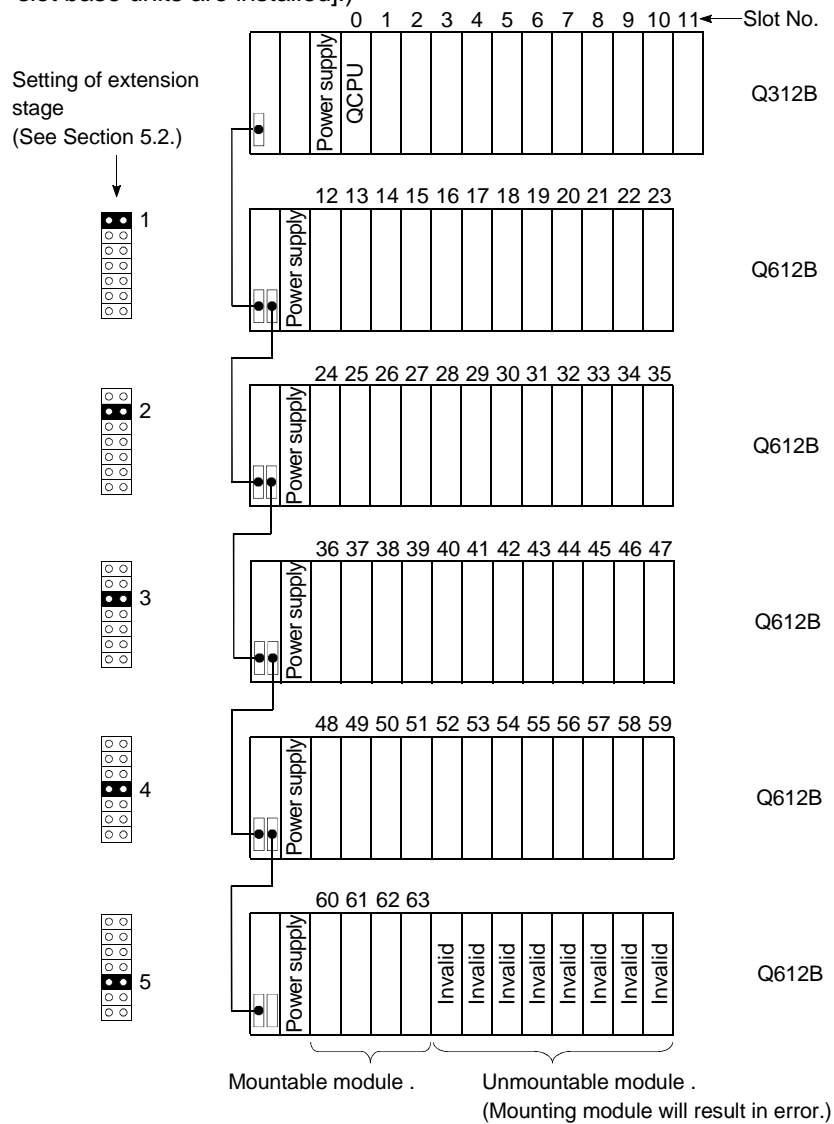 slot base units are installed].)
0 1 2 3 4 5 6 7 8 9 10 11 Slot No.
Setting of extension
stage
(See Section 5.2.)
Power supply
QCPU
Q312B
1
12 13 14 15 16 17 18 19 20 21 22 23
Power supply
Q612B
2
24 25 26 27 28 29 30 31 32 33 34 35
Power supply
Q612B
3
36 37 38 39 40 41 42 43 44 45 46 47
Power supply
Q612B
4
48 49 50 51 52 53 54 55 56 57 58 59
Power supply
Q612B
5
60 61 62 63
Power supply
Invalid
Invalid
Invalid
Invalid
Invalid
Invalid
Invalid
Invalid
Q612B
Mountable module . Unmountable module .
(Mounting module will result in error.)